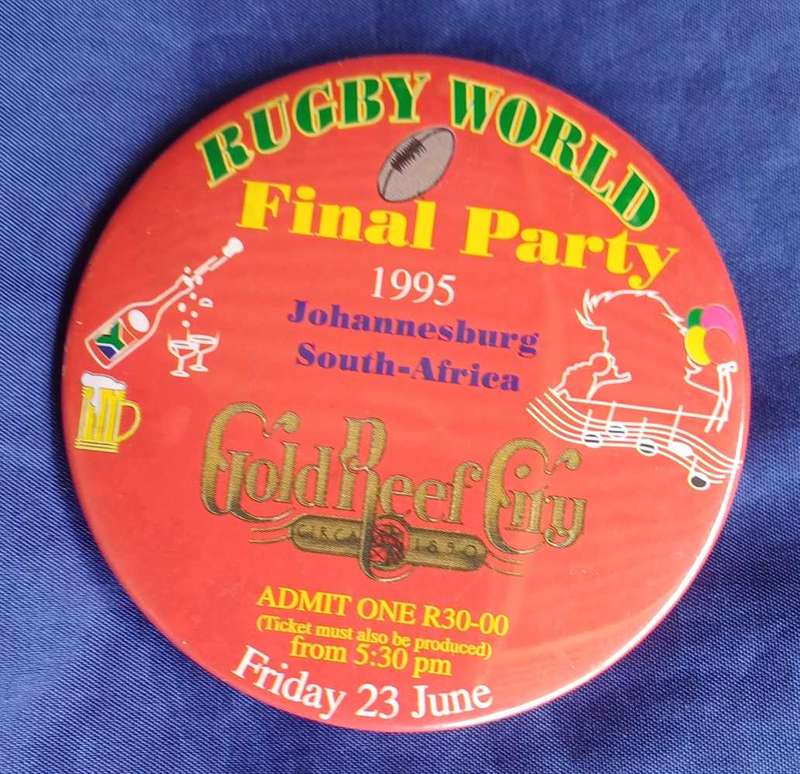 RUGBY WORLD
Final Party
1995
Johannesburg
South-Africa
Gold Reef City
CIRCA 1890
ADMIT ONE R30-00
(Ticket must also be produced)
from 5:30 pm
Friday 23 June